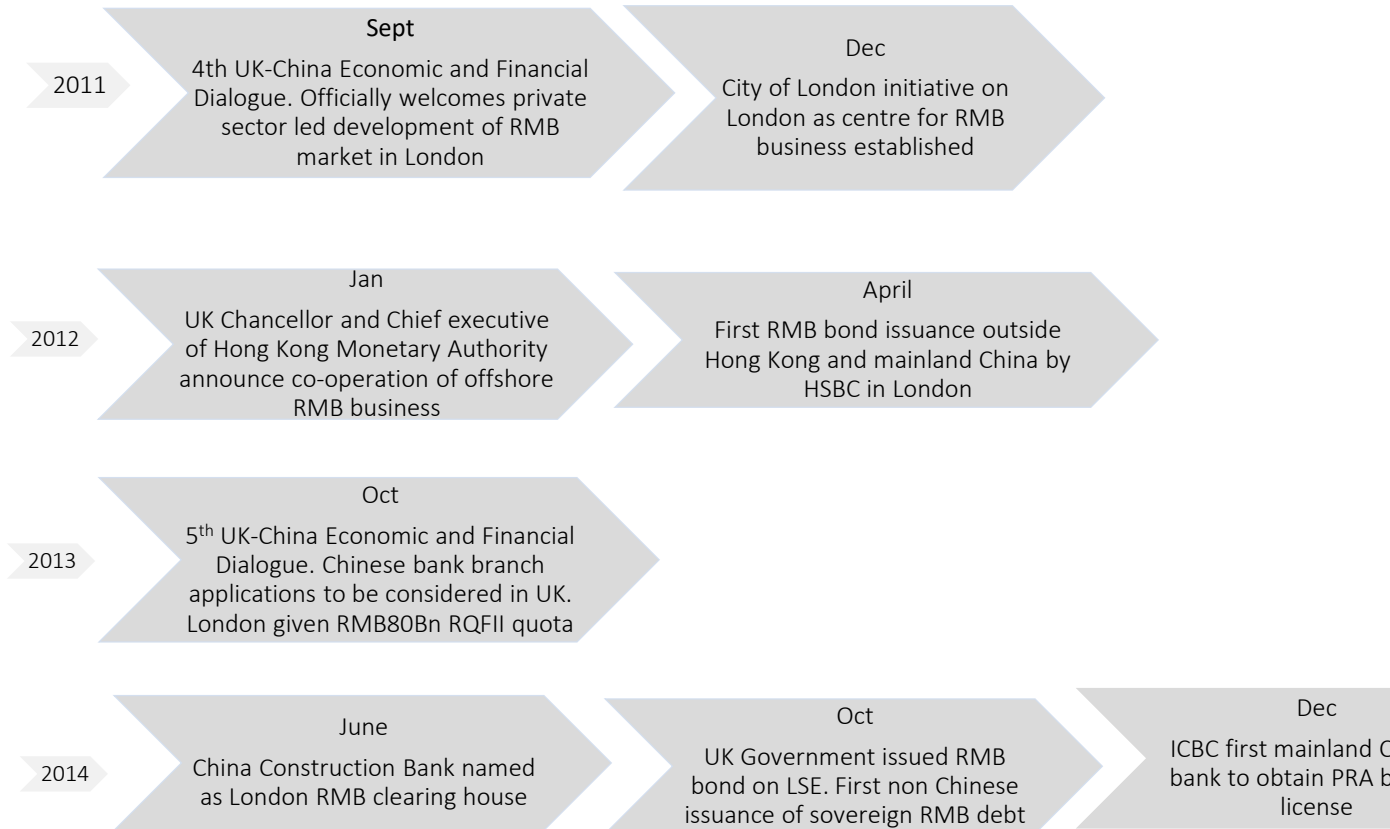 2011
Sept
4th UK-China Economic and Financial
Dialogue. Officially welcomes private
sector led development of RMB
market in London
Dec
City of London initiative on
London as centre for RMB
business established
2012
Jan
UK Chancellor and Chief executive
of Hong Kong Monetary Authority
announce co-operation of offshore
RMB business
April
First RMB bond issuance outside
Hong Kong and mainland China by
HSBC in London
2013
Oct
5th UK-China Economic and Financial
Dialogue. Chinese bank branch
applications to be considered in UK.
London given RMB80Bn RQFII quota
2014
June
China Construction Bank named
as London RMB clearing house
Oct
UK Government issued RMB
bond on LSE. First non Chinese
issuance of sovereign RMB debt
Dec
ICBC first mainland
bank to obtain PRA
license